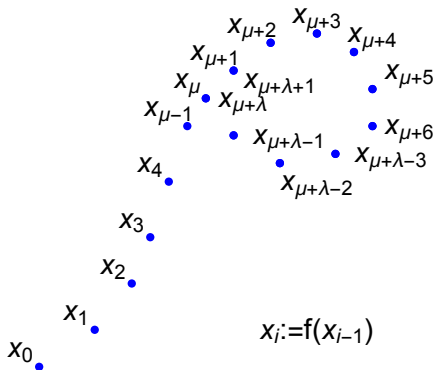 x_{μ+3}
x_{μ+2}
x_{μ+4}
x_{μ+1}
x_{μ+5}
x_μ x_{μ+λ+1}
x_{μ+λ}
x_{μ−1}
x_{μ+6}
x_{μ+λ−1}
x_{μ+λ−3}
x_4
x_{μ+λ−2}
x_3
x_2
x_1
x_i:=f(x_{i−1})
x_0